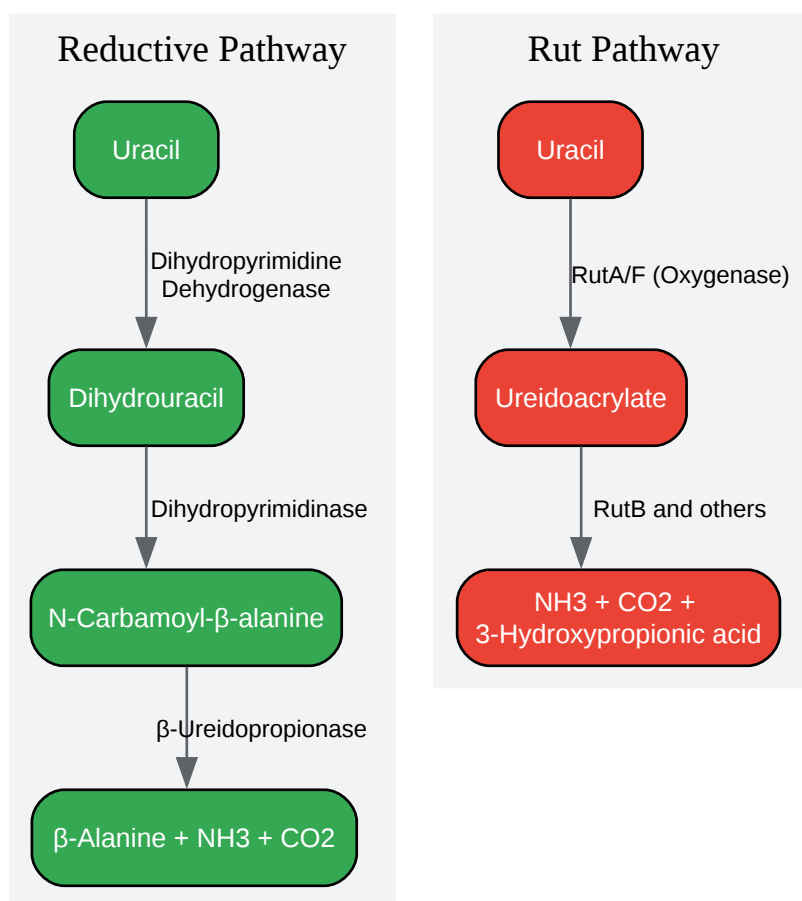 Reductive Pathway
Uracil
Dihydropyrimidine
Dehydrogenase
Dihydrouracil
Dihydropyrimidinase
N-Carbamoyl-β-alanine
β-Ureidopropionase
β-Alanine + NH3 + CO2
Rut Pathway
Uracil
RutA/F (Oxygenase)
Ureidoacrylate
RutB and others
NH3 + CO2 +
3-Hydroxypropionic acid